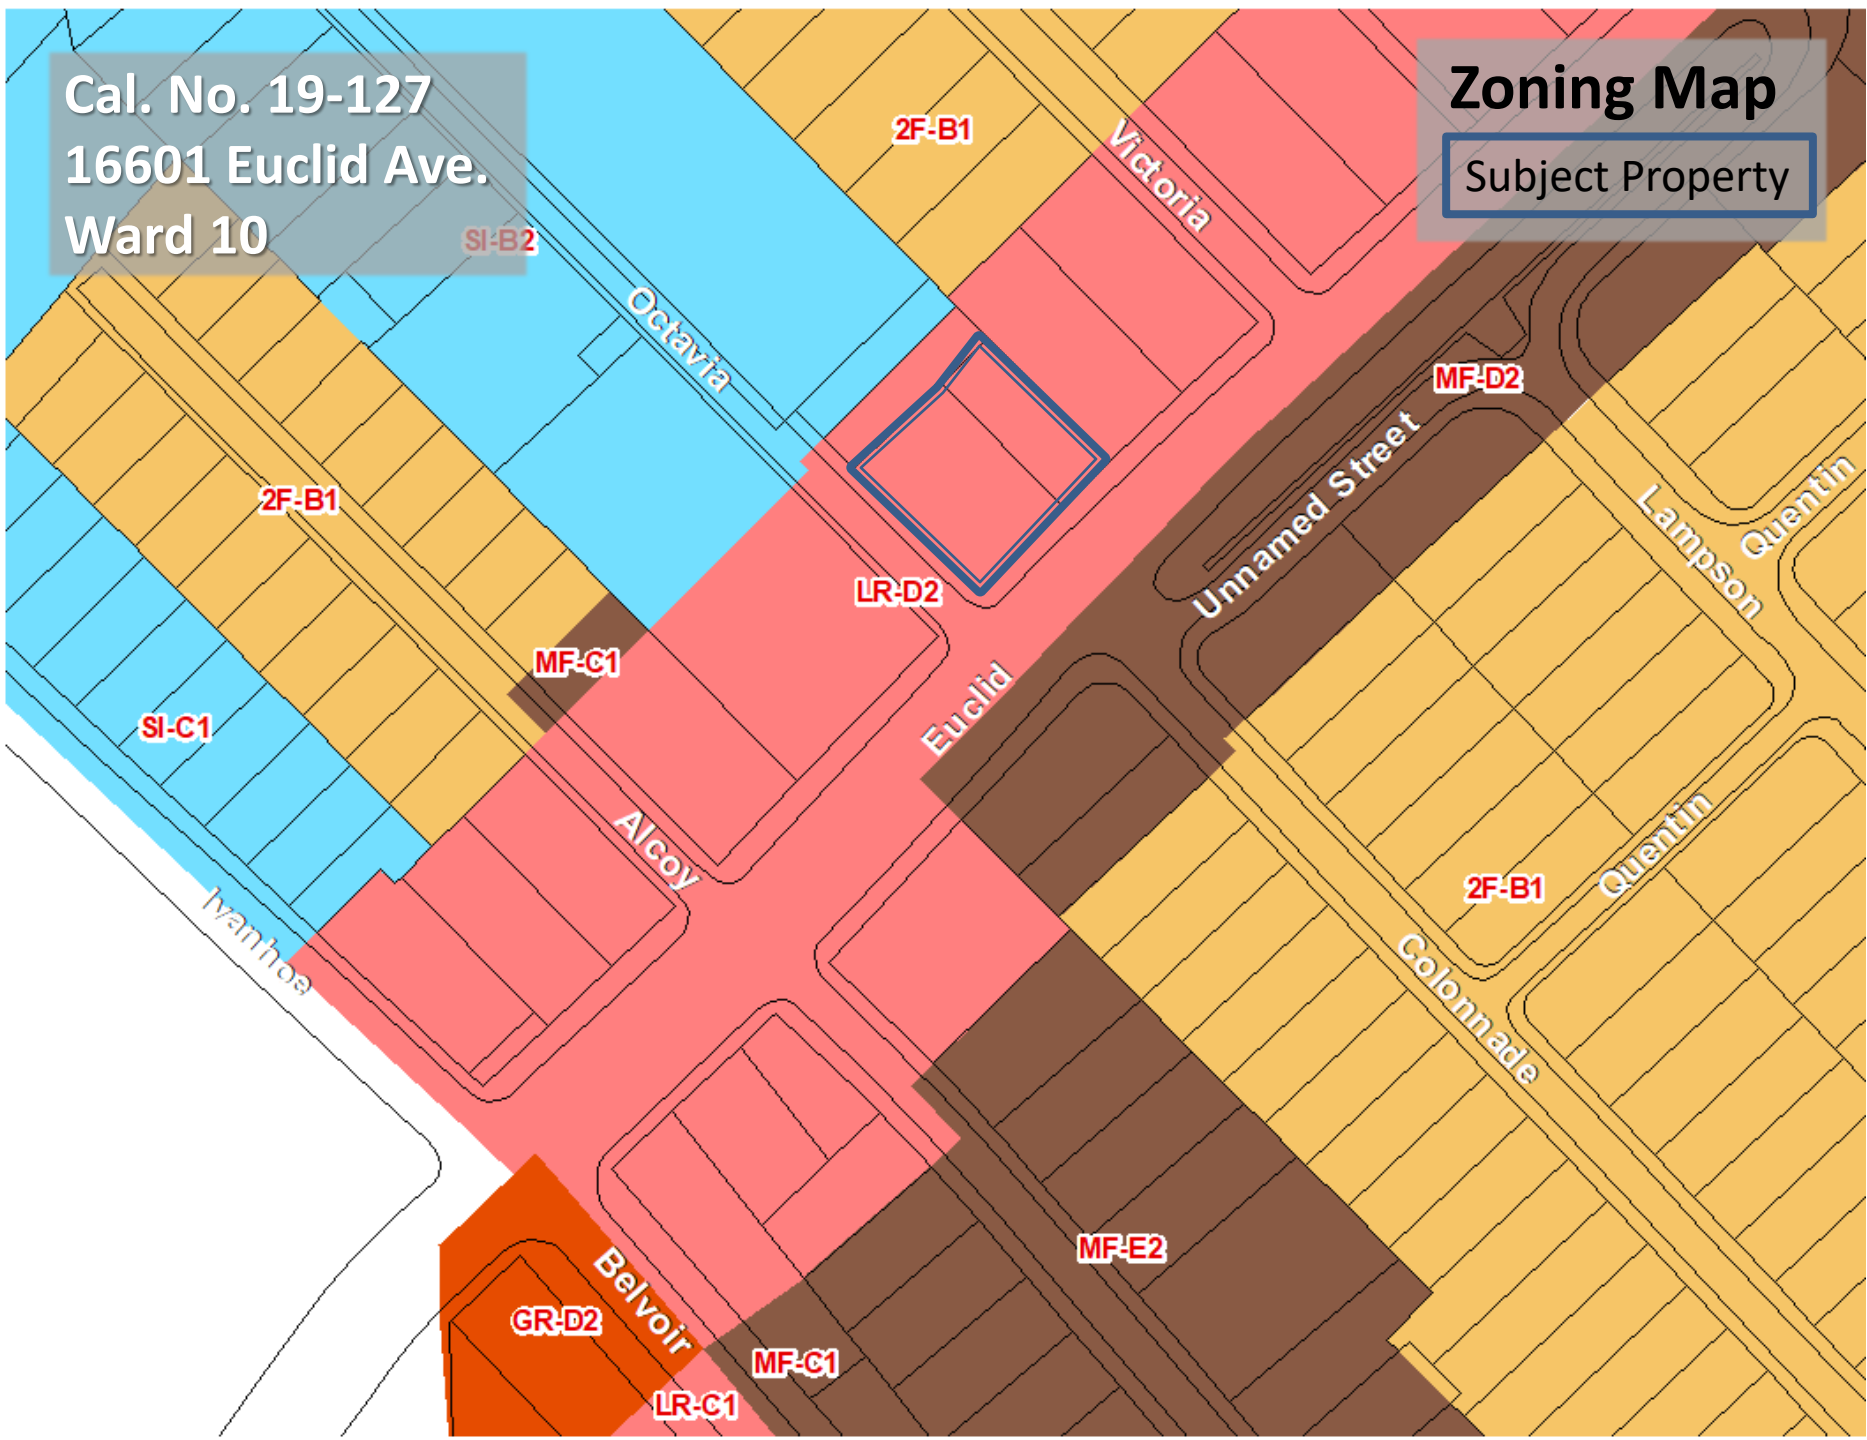 Cal. No. 19-127
16601 Euclid Ave.
Ward 10
Zoning Map
Subject Property
2F-B1
Victoria
SI-B2
Octavia
MF-D2
Unnamed Street
Lampson
Quentin
2F-B1
LR-D2
MF-C1
Euclid
SI-C1
Alcoy
Quentin
2F-B1
Ivanhoe
Colonnade
MF-E2
Belvoir
GR-D2
MF-C1
LR-C1